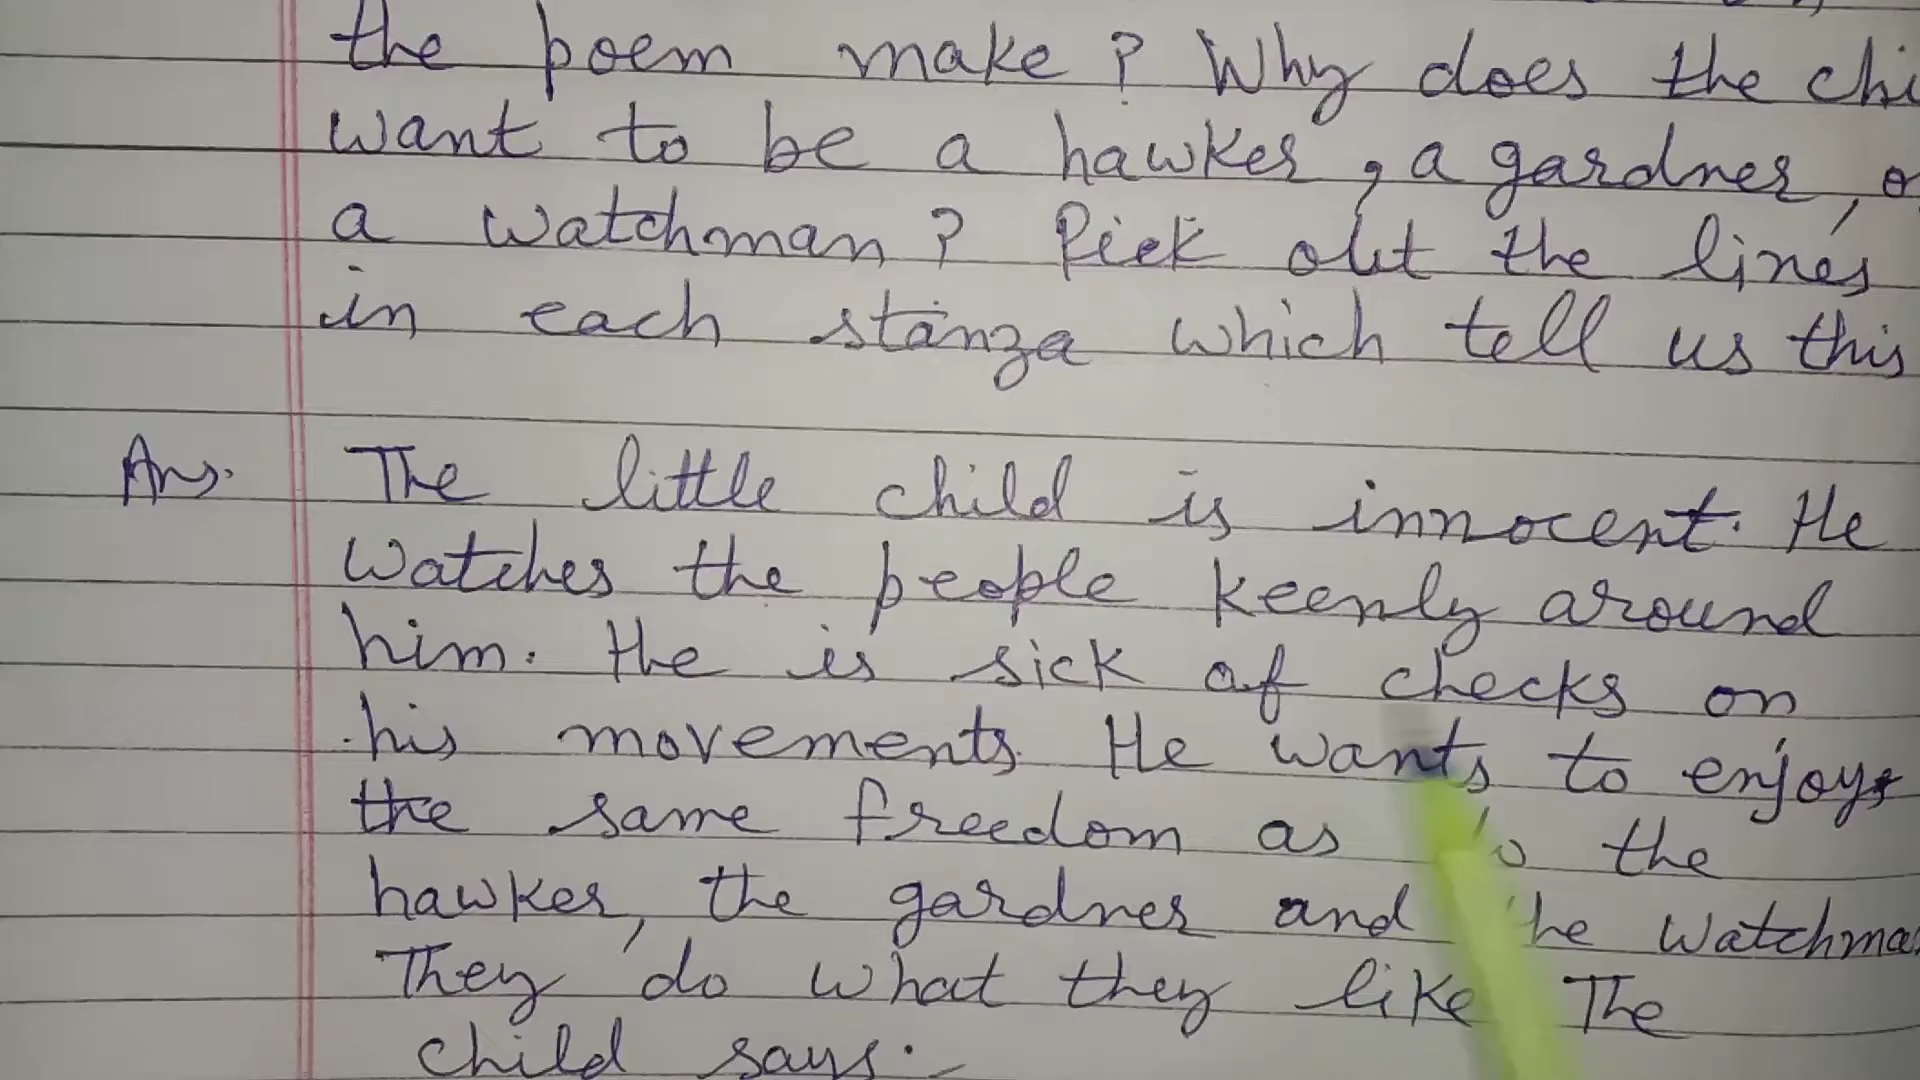 the poem make? Why does the chi
want to be a hawker, a gardner, o
a watchman? Pick out the lines
in each stanza which tell us this
Ans. The little child is innocent. He
watches the people keenly around
him. He is sick of checks on
his movements. He wants to enjoy
the same freedom as the
hawker, the gardner and he watchma
They do what they like The
child says:-